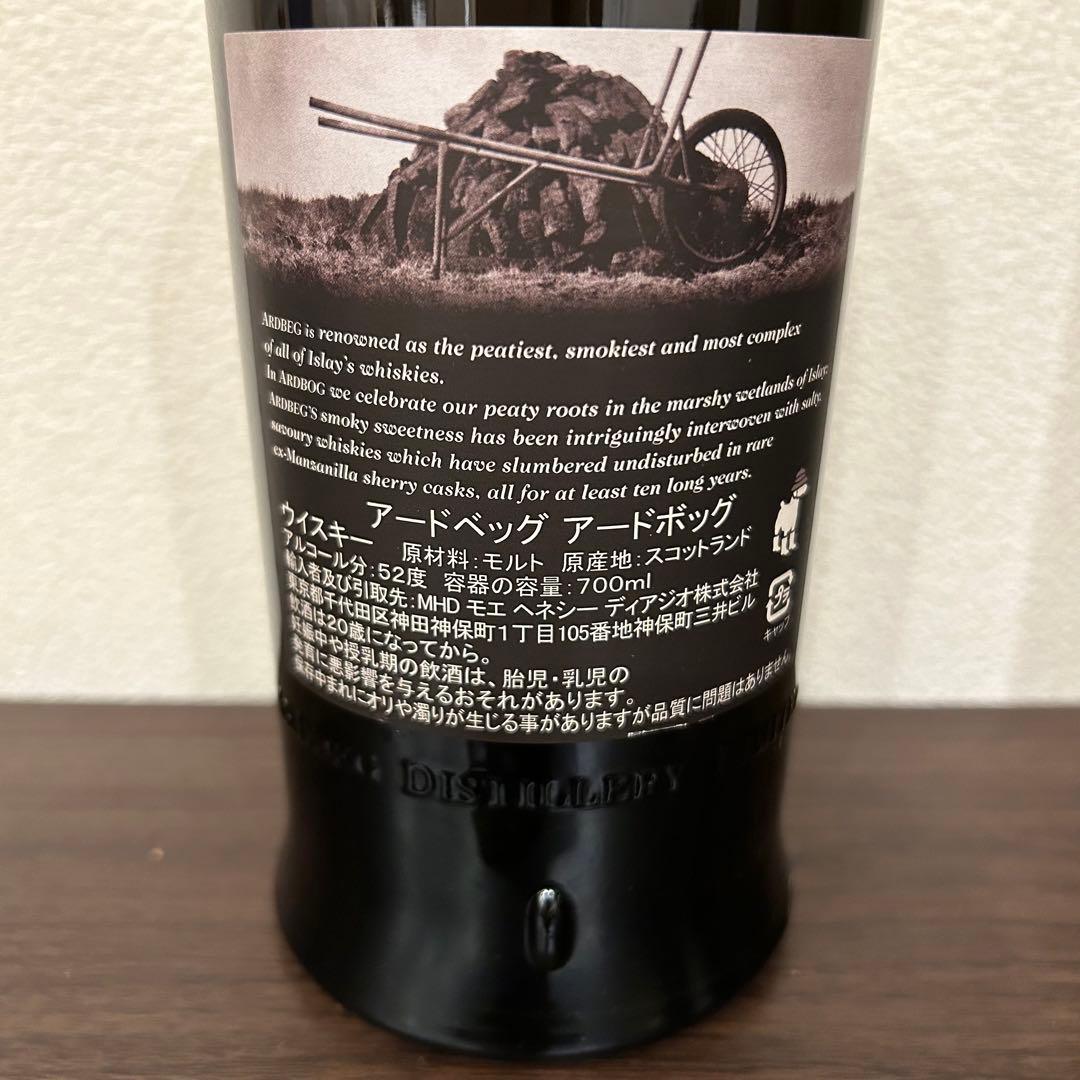 ARDBEG is renowned as the peatiest, smokiest and most complex
of all of Islay's whiskies.
In ARDBOG we celebrate our peaty roots in the marshy wetlands of Islay.
ARDBEG'S smoky sweetness has been intriguingly interwoven with salty,
savoury whiskies which have slumbered undisturbed in rare
ex-Manzanilla sherry casks, all for at least ten long years.
ウイスキー アードベッグ アードボッグ
原材料:モルト 原産地:スコットランド
アルコール分:52度 容器の容量:700ml
輸入者及び引取先:MHD モエ ヘネシー ディアジオ株式会社
東京都千代田区神田神保町1丁目105番地神保町三井ビル
飲酒は20歳になってから。
妊娠中や授乳期の飲酒は、胎児・乳児の
発育に悪影響を与えるおそれがあります。
保存中まれにオリや濁りが生じる事がありますが品質に問題はありません。
キャップ
DISTILLERY